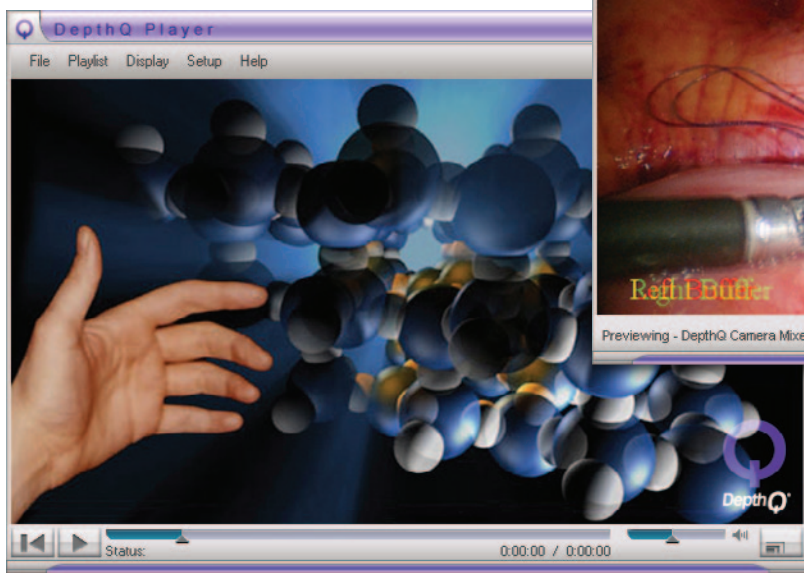 DepthQ Player
File Playlist Display Setup Help
Right Buffer
Previewing - DepthQ Camera Mixe
DepthQ
Status:
0:00:00 / 0:00:00